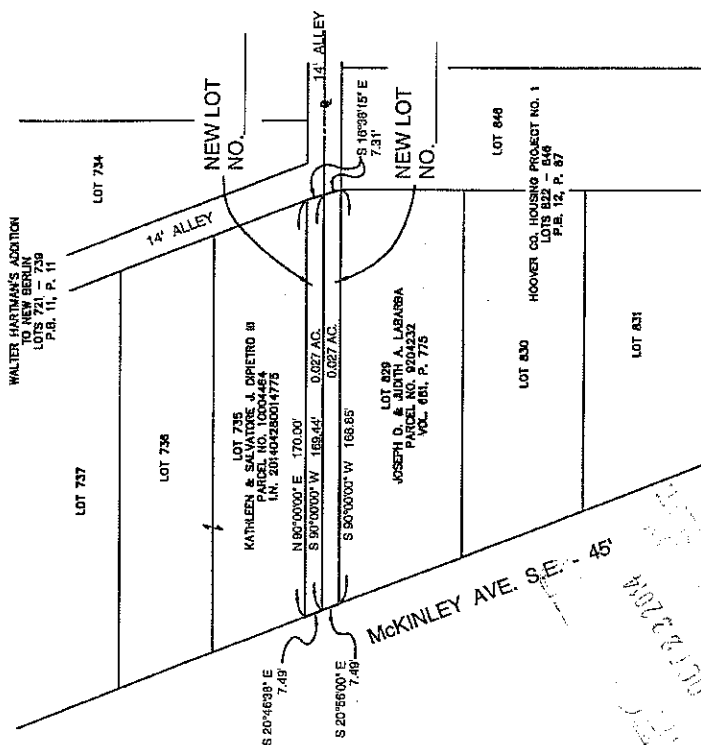 WALTER HARTMAN'S ADDITION
TO NEW BERLIN
LOTS 721 - 739
P.B. 11, P. 11
LOT 734
14' ALLEY
LOT 737
LOT 736
LOT 735
KATHLEEN & SALVATORE J. DIPIETRO III
PARCEL NO. 10004464
I.N. 201404280014775
NEW LOT
NO.
14' ALLEY
S 16°38'15" E
7.31'
N 90°00'00" E 170.00'
0.027 AC.
S 90°00'00" W 169.44'
0.027 AC.
S 90°00'00" W 168.85'
NEW LOT
NO.
S 20°46'38" E
7.49'
S 20°56'00" E
7.49'
LOT 829
JOSEPH D. & JUDITH A. LABARBA
PARCEL NO. 9204232
VOL. 661, P. 775
LOT 846
HOOVER CO. HOUSING PROJECT NO. 1
LOTS 822 - 846
P.B. 12, P. 87
LOT 830
LOT 831
McKINLEY AVE. S.E. - 45'
OCT 23 2014